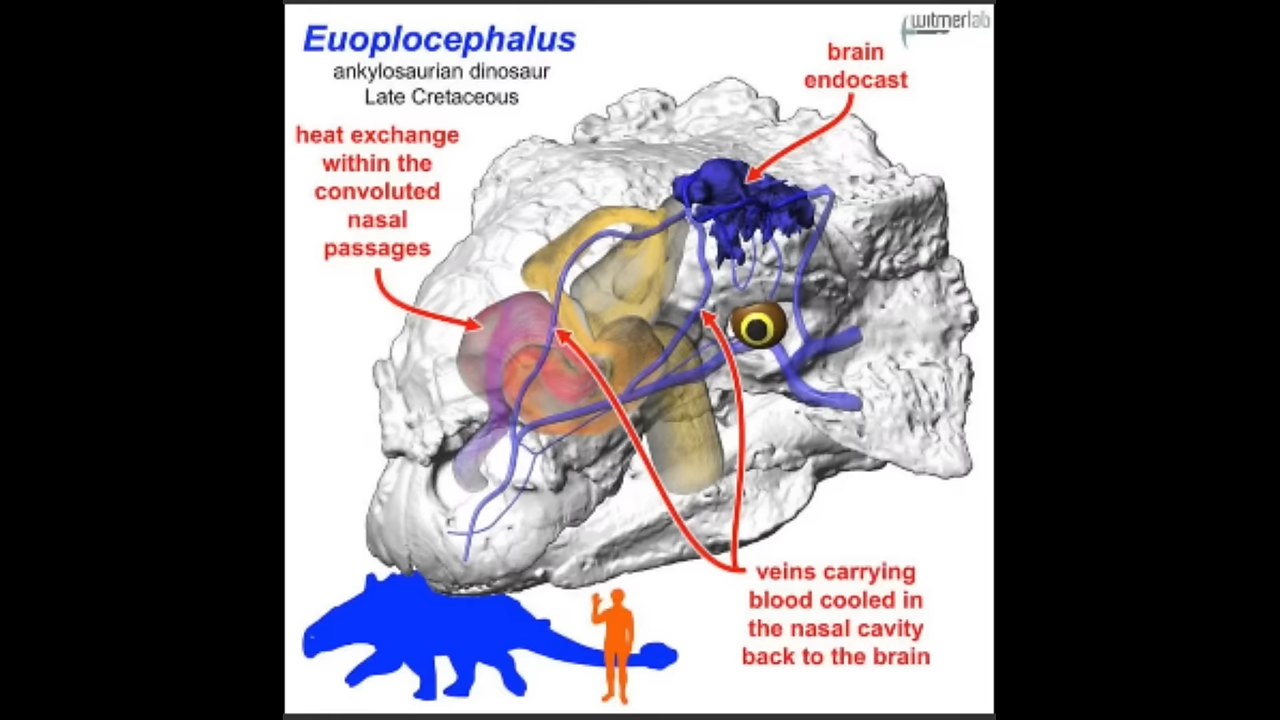 Euoplocephalus
ankylosaurian dinosaur
Late Cretaceous
witmerlab
brain
endocast
heat exchange
within the
convoluted
nasal
passages
veins carrying
blood cooled in
the nasal cavity
back to the brain